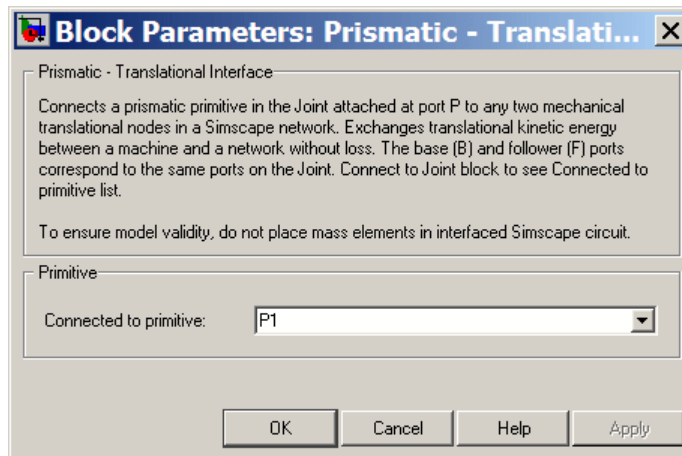 Block Parameters: Prismatic - Translati...
Prismatic - Translational Interface
Connects a prismatic primitive in the Joint attached at port P to any two mechanical
translational nodes in a Simscape network. Exchanges translational kinetic energy
between a machine and a network without loss. The base (B) and follower (F) ports
correspond to the same ports on the Joint. Connect to Joint block to see Connected to
primitive list.
To ensure model validity, do not place mass elements in interfaced Simscape circuit.
Primitive
Connected to primitive: P1
OK Cancel Help Apply